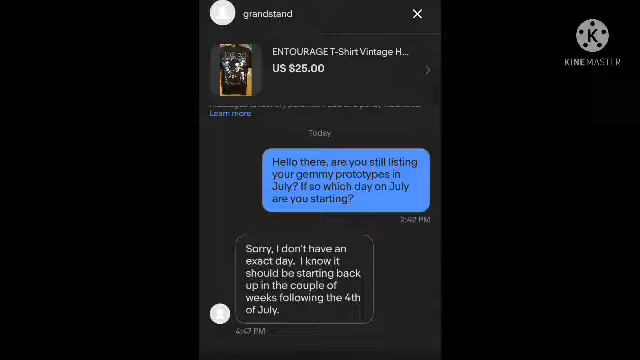 grandstand
ENTOURAGE T-Shirt Vintage H...
US $25.00
Learn more
Today
Hello there, are you still listing
your gemmy prototypes in
July? If so which day on July
are you starting?
2:42 PM
Sorry, I don't have an
exact day. I know it
should be starting back
up in the couple of
weeks following the 4th
of July.
4:47 PM
K
KINEMASTER